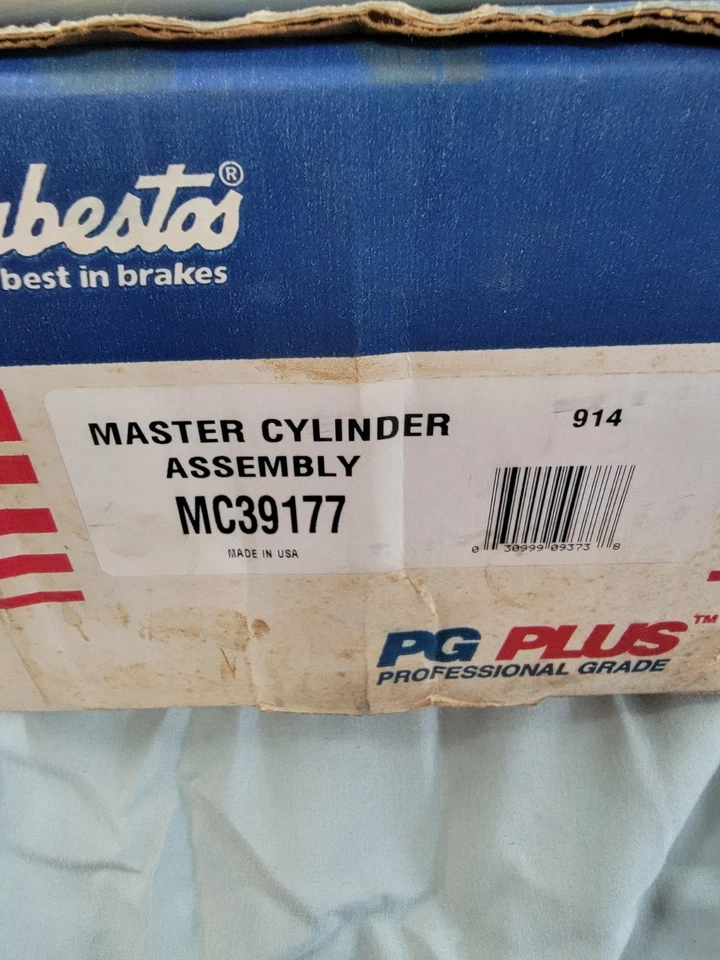 abestos®
best in brakes
MASTER CYLINDER
ASSEMBLY
MC39177
MADE IN USA
914
0 30999 09373 8
PG PLUS™
PROFESSIONAL GRADE